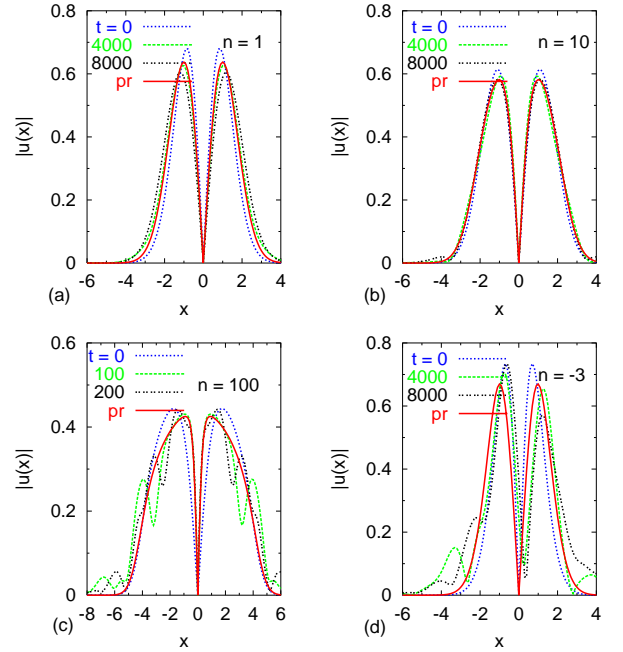 t = 0
4000
8000
pr
n = 1
|u(x)|
0.8
0.6
0.4
0.2
0
-6 -4 -2 0 2 4
x
(a)
t = 0
4000
8000
pr
n = 10
|u(x)|
0.8
0.6
0.4
0.2
0
-6 -4 -2 0 2 4
x
(b)
t = 0
100
200
pr
n = 100
|u(x)|
0.6
0.4
0.2
0
-8 -6 -4 -2 0 2 4 6
x
(c)
t = 0
4000
8000
pr
n = -3
|u(x)|
0.8
0.6
0.4
0.2
0
-6 -4 -2 0 2 4
x
(d)